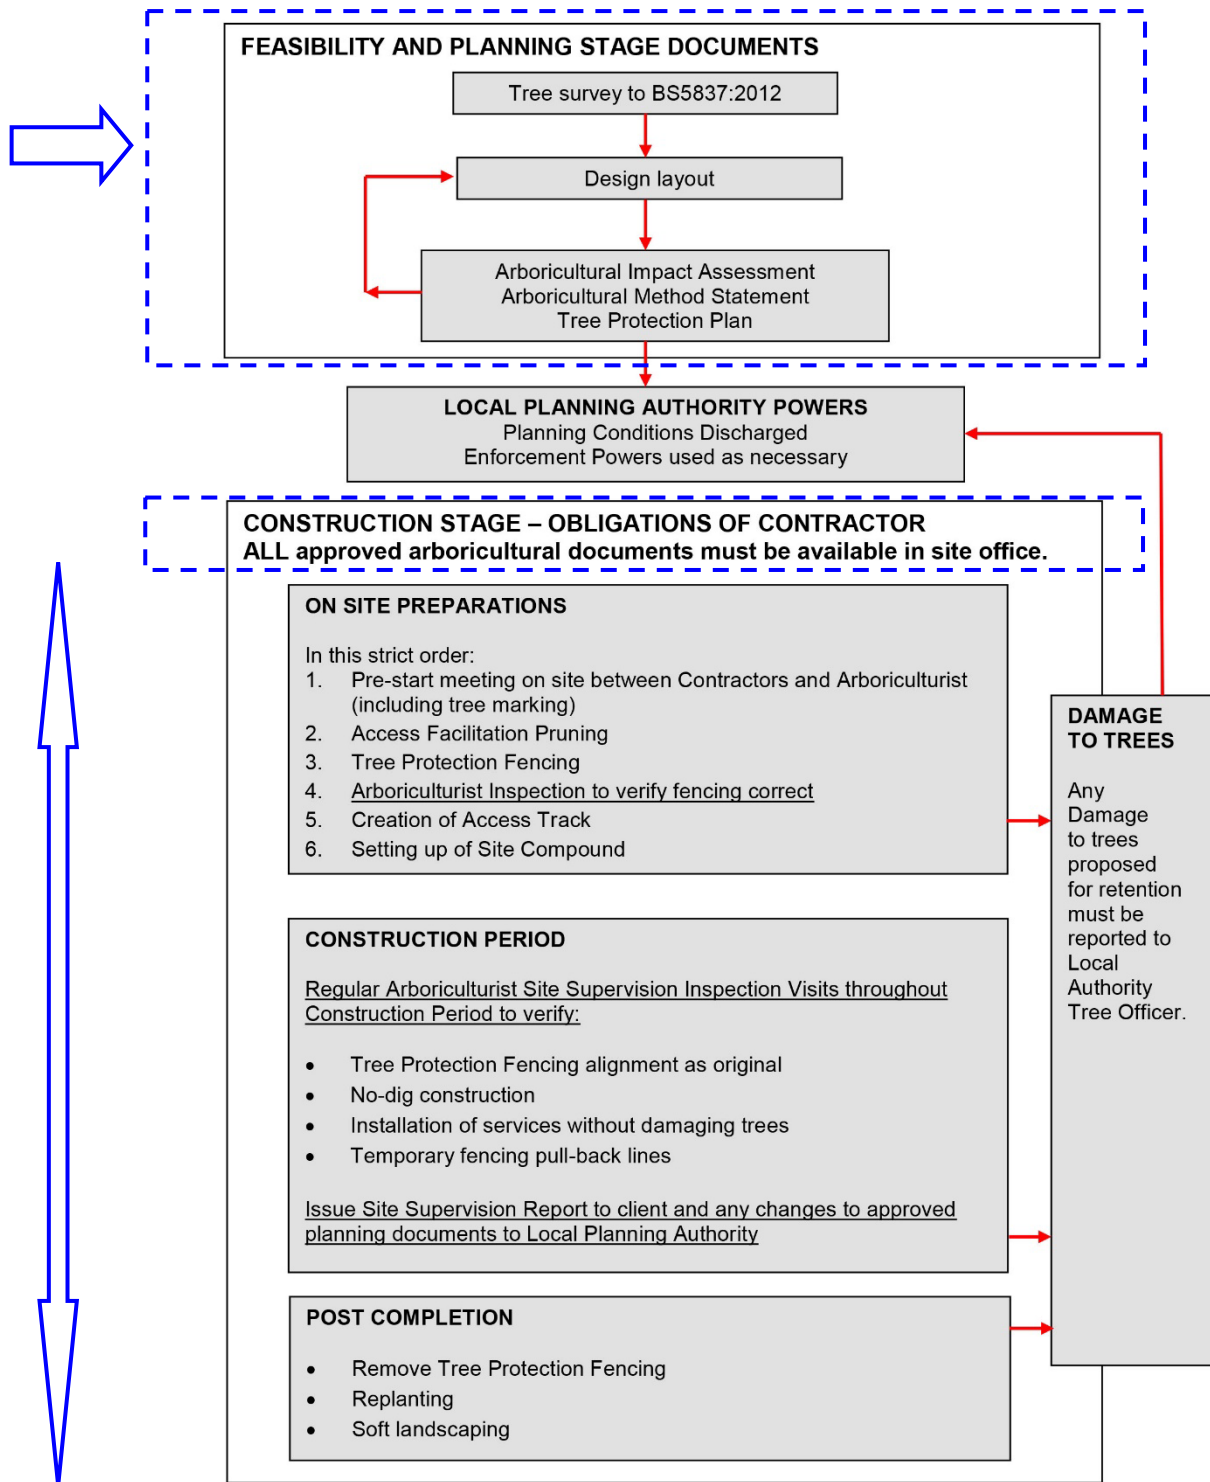 FEASIBILITY AND PLANNING STAGE DOCUMENTS
Tree survey to BS5837:2012
Design layout
Arboricultural Impact Assessment
Arboricultural Method Statement
Tree Protection Plan
LOCAL PLANNING AUTHORITY POWERS
Planning Conditions Discharged
Enforcement Powers used as necessary
CONSTRUCTION STAGE – OBLIGATIONS OF CONTRACTOR
ALL approved arboricultural documents must be available in site office.
ON SITE PREPARATIONS
In this strict order:
1. Pre-start meeting on site between Contractors and Arboriculturist
(including tree marking)
2. Access Facilitation Pruning
3. Tree Protection Fencing
4. Arboriculturist Inspection to verify fencing correct
5. Creation of Access Track
6. Setting up of Site Compound
DAMAGE
TO TREES
Any
Damage
to trees
proposed
for retention
must be
reported to
Local
Authority
Tree Officer.
CONSTRUCTION PERIOD
Regular Arboriculturist Site Supervision Inspection Visits throughout
Construction Period to verify:
• Tree Protection Fencing alignment as original
• No-dig construction
• Installation of services without damaging trees
• Temporary fencing pull-back lines
Issue Site Supervision Report to client and any changes to approved
planning documents to Local Planning Authority
POST COMPLETION
• Remove Tree Protection Fencing
• Replanting
• Soft landscaping